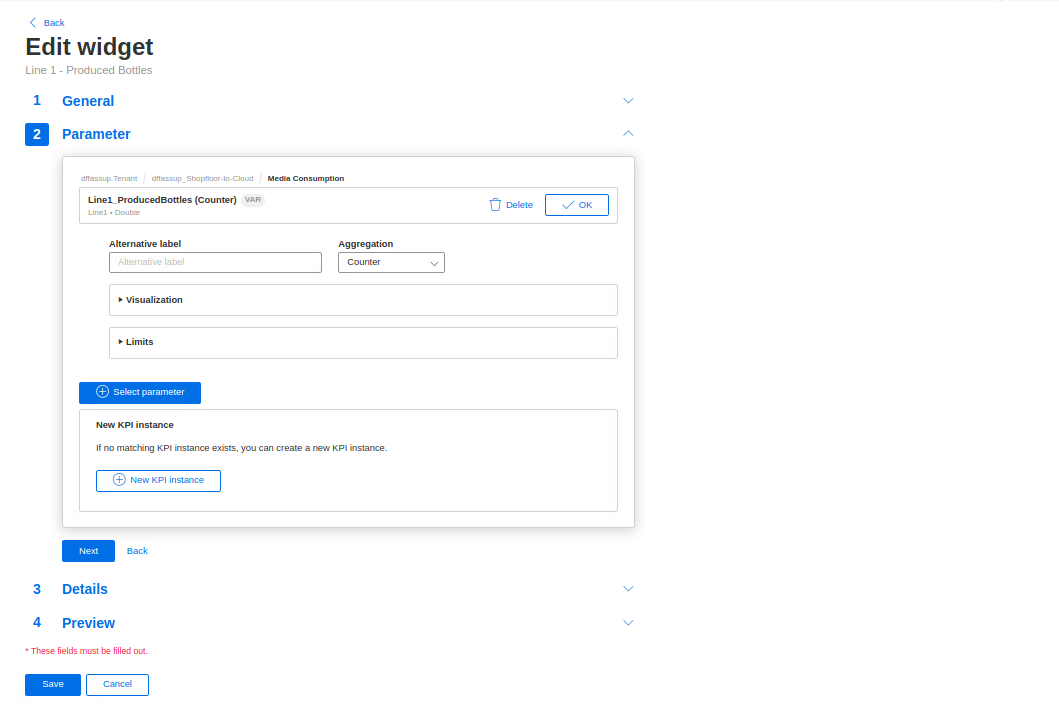 Back
Edit widget
Line 1 - Produced Bottles
1 General
2 Parameter
dffassup.Tenant dffassup_Shopfloor-to-Cloud Media Consumption
Line1_ProducedBottles (Counter) VAR
Line1 • Double
Delete OK
Alternative label Aggregation
Alternative label Counter
Visualization
Limits
Select parameter
New KPI instance
If no matching KPI instance exists, you can create a new KPI instance.
New KPI instance
Next Back
3 Details
4 Preview
* These fields must be filled out.
Save Cancel